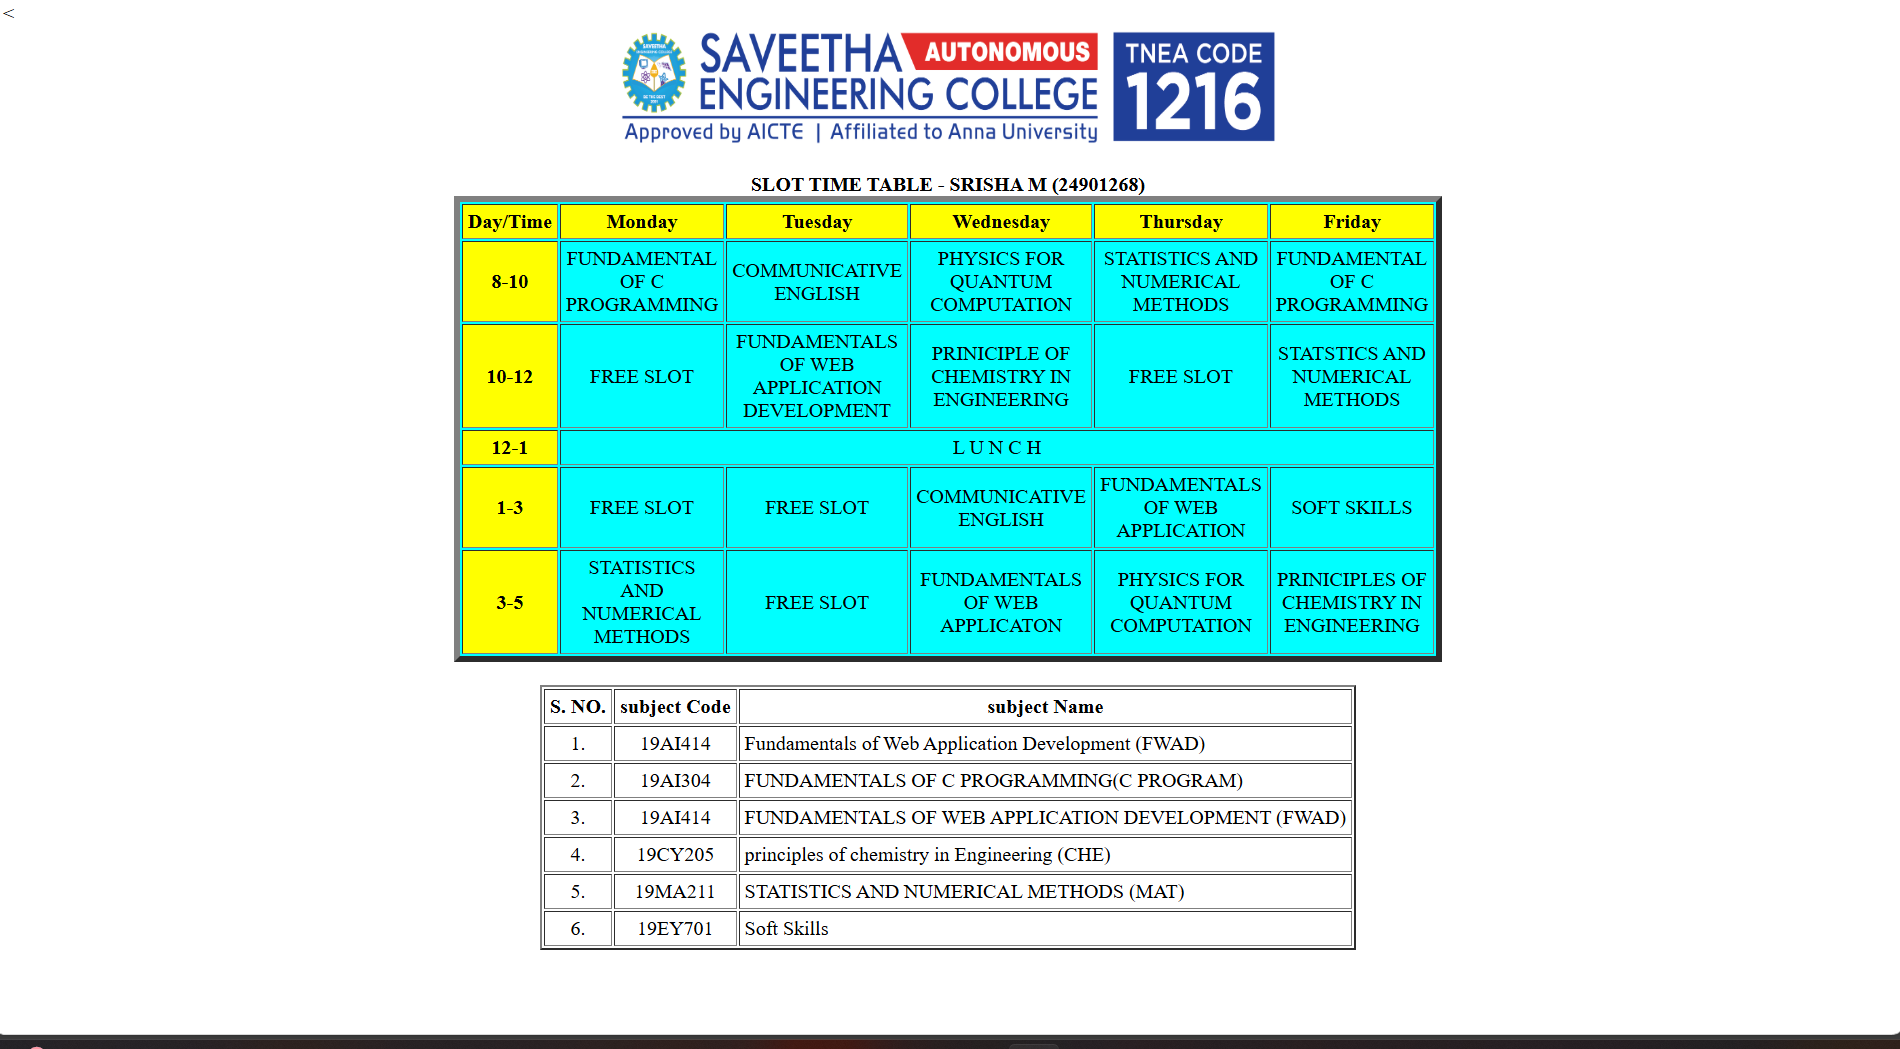 <
SAVEETHA AUTONOMOUS
ENGINEERING COLLEGE
Approved by AICTE | Affiliated to Anna University
TNEA CODE
1216
SLOT TIME TABLE - SRISHA M (24901268)
Day/Time Monday Tuesday Wednesday Thursday Friday
8-10
FUNDAMENTAL
OF C
PROGRAMMING
COMMUNICATIVE
ENGLISH
PHYSICS FOR
QUANTUM
COMPUTATION
STATISTICS AND
NUMERICAL
METHODS
FUNDAMENTAL
OF C
PROGRAMMING
10-12
FREE SLOT
FUNDAMENTALS
OF WEB
APPLICATION
DEVELOPMENT
PRINICIPLE OF
CHEMISTRY IN
ENGINEERING
FREE SLOT
STATSTICS AND
NUMERICAL
METHODS
12-1
L U N C H
1-3
FREE SLOT
FREE SLOT
COMMUNICATIVE
ENGLISH
FUNDAMENTALS
OF WEB
APPLICATION
SOFT SKILLS
3-5
STATISTICS
AND
NUMERICAL
METHODS
FREE SLOT
FUNDAMENTALS
OF WEB
APPLICATON
PHYSICS FOR
QUANTUM
COMPUTATION
PRINICIPLES OF
CHEMISTRY IN
ENGINEERING
S. NO. subject Code subject Name
1. 19AI414 Fundamentals of Web Application Development (FWAD)
2. 19AI304 FUNDAMENTALS OF C PROGRAMMING(C PROGRAM)
3. 19AI414 FUNDAMENTALS OF WEB APPLICATION DEVELOPMENT (FWAD)
4. 19CY205 principles of chemistry in Engineering (CHE)
5. 19MA211 STATISTICS AND NUMERICAL METHODS (MAT)
6. 19EY701 Soft Skills